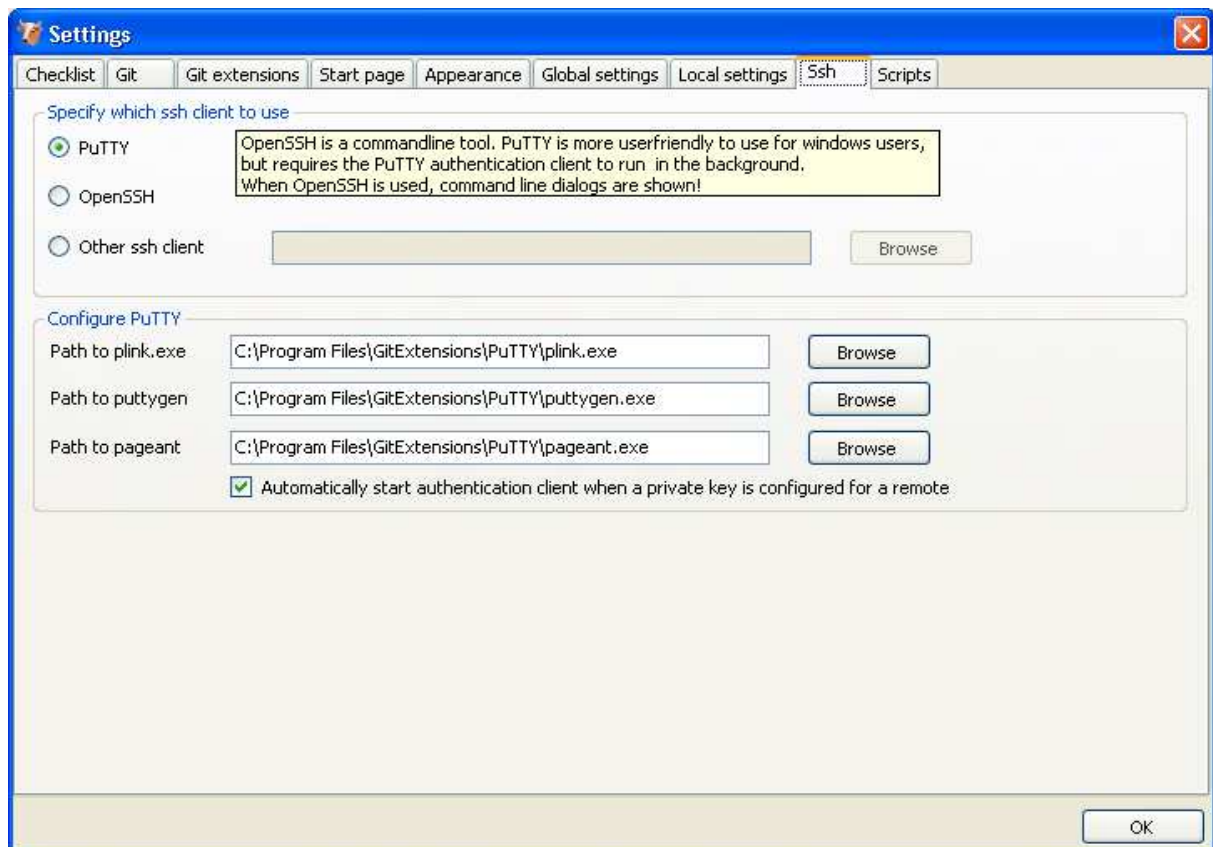 Settings
Checklist Git Git extensions Start page Appearance Global settings Local settings Ssh Scripts
Specify which ssh client to use
PuTTY
OpenSSH is a commandline tool. PuTTY is more userfriendly to use for windows users,
but requires the PuTTY authentication client to run in the background.
When OpenSSH is used, command line dialogs are shown!
OpenSSH
Other ssh client Browse
Configure PuTTY
Path to plink.exe C:\Program Files\GitExtensions\PuTTY\plink.exe Browse
Path to puttygen C:\Program Files\GitExtensions\PuTTY\puttygen.exe Browse
Path to pageant C:\Program Files\GitExtensions\PuTTY\pageant.exe Browse
Automatically start authentication client when a private key is configured for a remote
OK